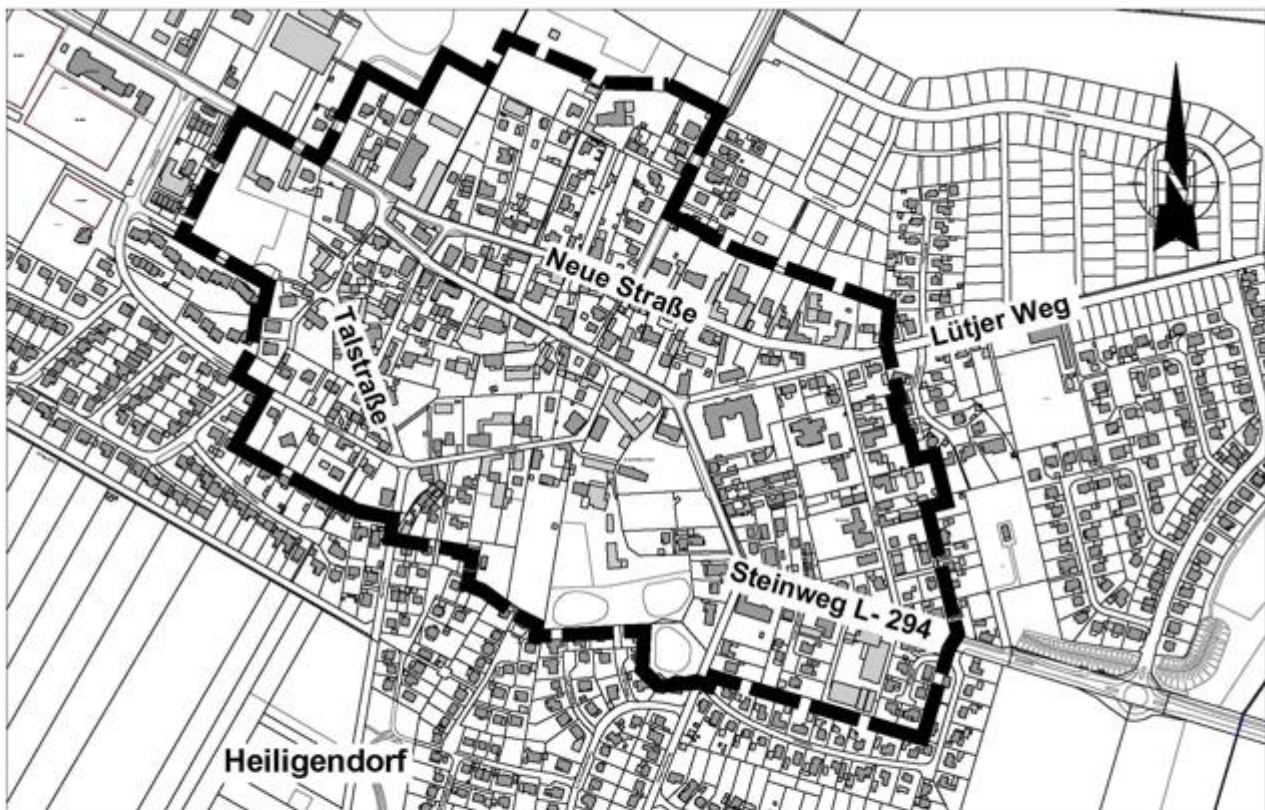 Neue Straße
Lütjer Weg
Talstraße
Steinweg L- 294
Heiligendorf